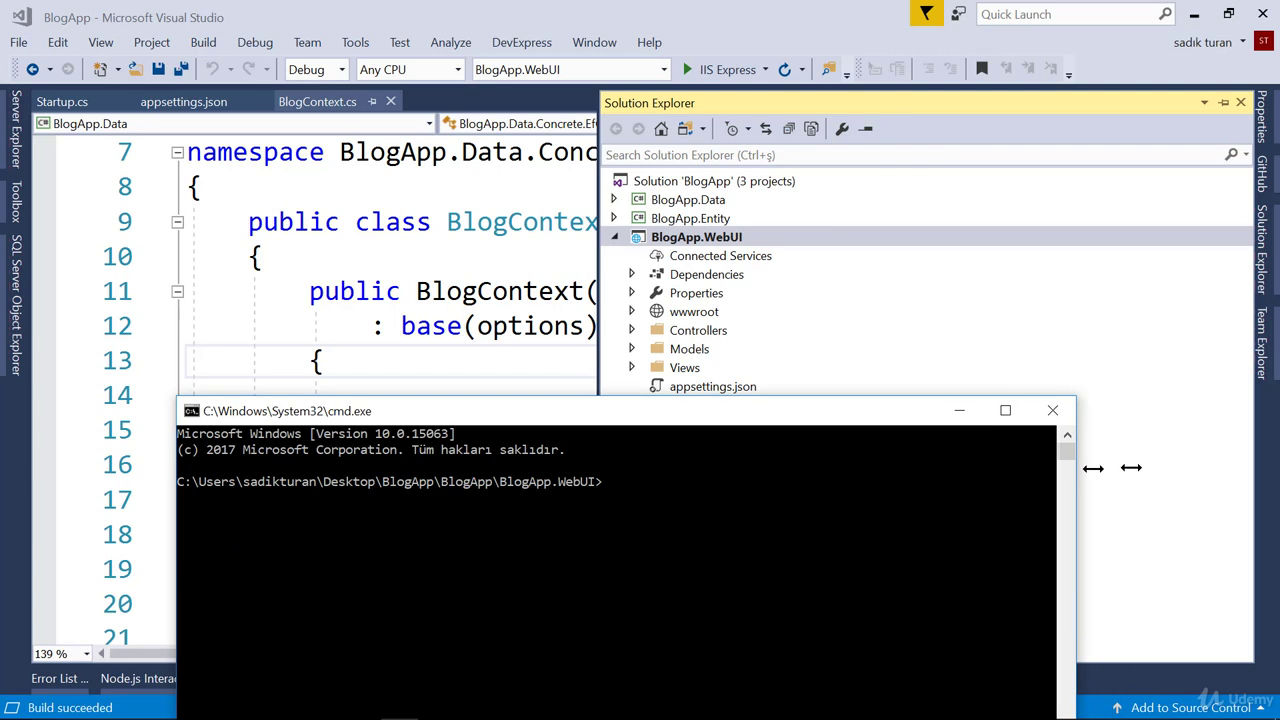 BlogApp - Microsoft Visual Studio
Quick Launch
File Edit View Project Build Debug Team Tools Test Analyze DevExpress Window Help
sadik turan
ST
Debug
Any CPU
BlogApp.WebUI
IIS Express
Startup.cs
appsettings.json
BlogContext.cs
BlogApp.Data
BlogApp.Data.Concrete.Ef
7 namespace BlogApp.Data.Conc
8 {
9 public class BlogContex
10 {
11 public BlogContext(
12 : base(options)
13 {
14
15
16
17
18
19
20
21
139 %
Server Explorer
Toolbox
SQL Server Object Explorer
Solution Explorer
Search Solution Explorer (Ctrl+ş)
Solution 'BlogApp' (3 projects)
BlogApp.Data
BlogApp.Entity
BlogApp.WebUI
Connected Services
Dependencies
Properties
wwwroot
Controllers
Models
Views
appsettings.json
Properties
GitHub
Solution Explorer
Team Explorer
C:\Windows\System32\cmd.exe
Microsoft Windows [Version 10.0.15063]
(c) 2017 Microsoft Corporation. Tüm hakları saklıdır.
C:\Users\sadikturan\Desktop\BlogApp\BlogApp\BlogApp.WebUI>
Error List ...
Node.js Interac
Build succeeded
Add to Source Control
Udemy